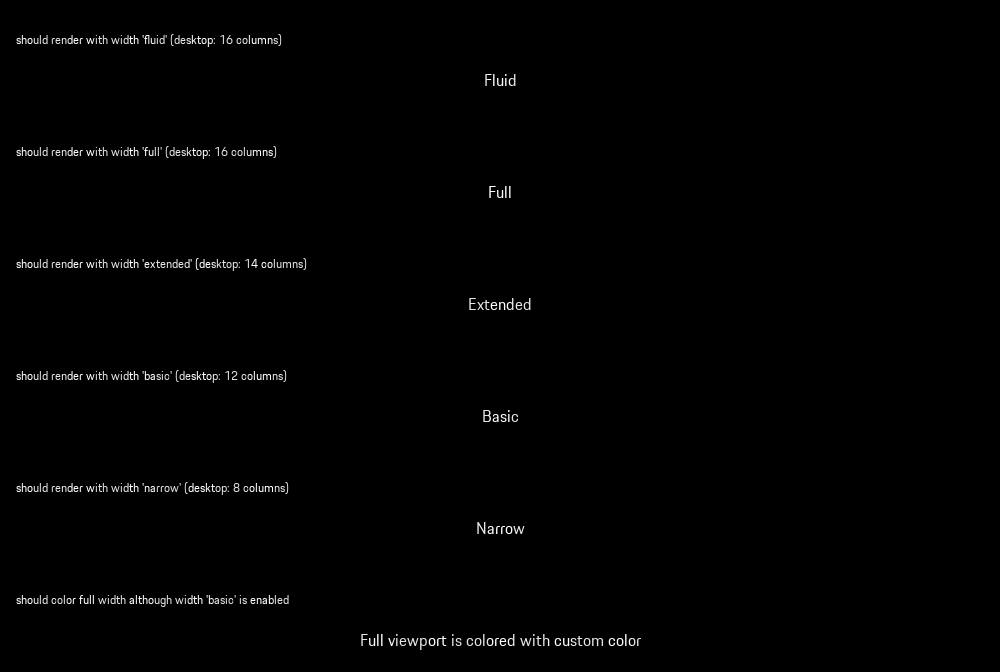 should render with width 'fluid' (desktop: 16 columns)
Fluid
should render with width 'full' (desktop: 16 columns)
Full
should render with width 'extended' (desktop: 14 columns)
Extended
should render with width 'basic' (desktop: 12 columns)
Basic
should render with width 'narrow' (desktop: 8 columns)
Narrow
should color full width although width 'basic' is enabled
Full viewport is colored with custom color